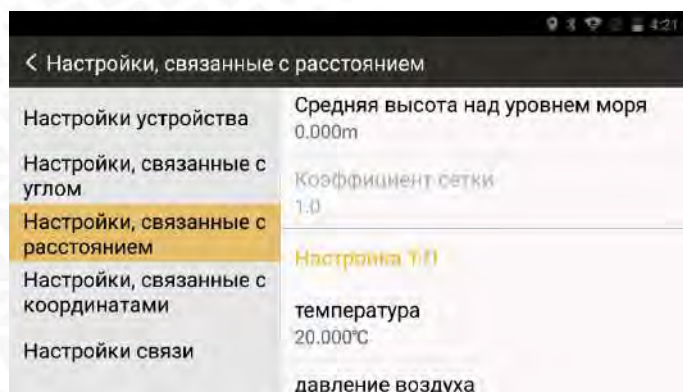 4:21
< Настройки, связанные с расстоянием
Настройки устройства
Настройки, связанные с
углом
Настройки, связанные с
расстоянием
Настройки, связанные с
координатами
Настройки связи
Средняя высота над уровнем моря
0.000m
Коэффициент сетки
1.0
Настройка Т/П
температура
20.000°C
давление воздуха